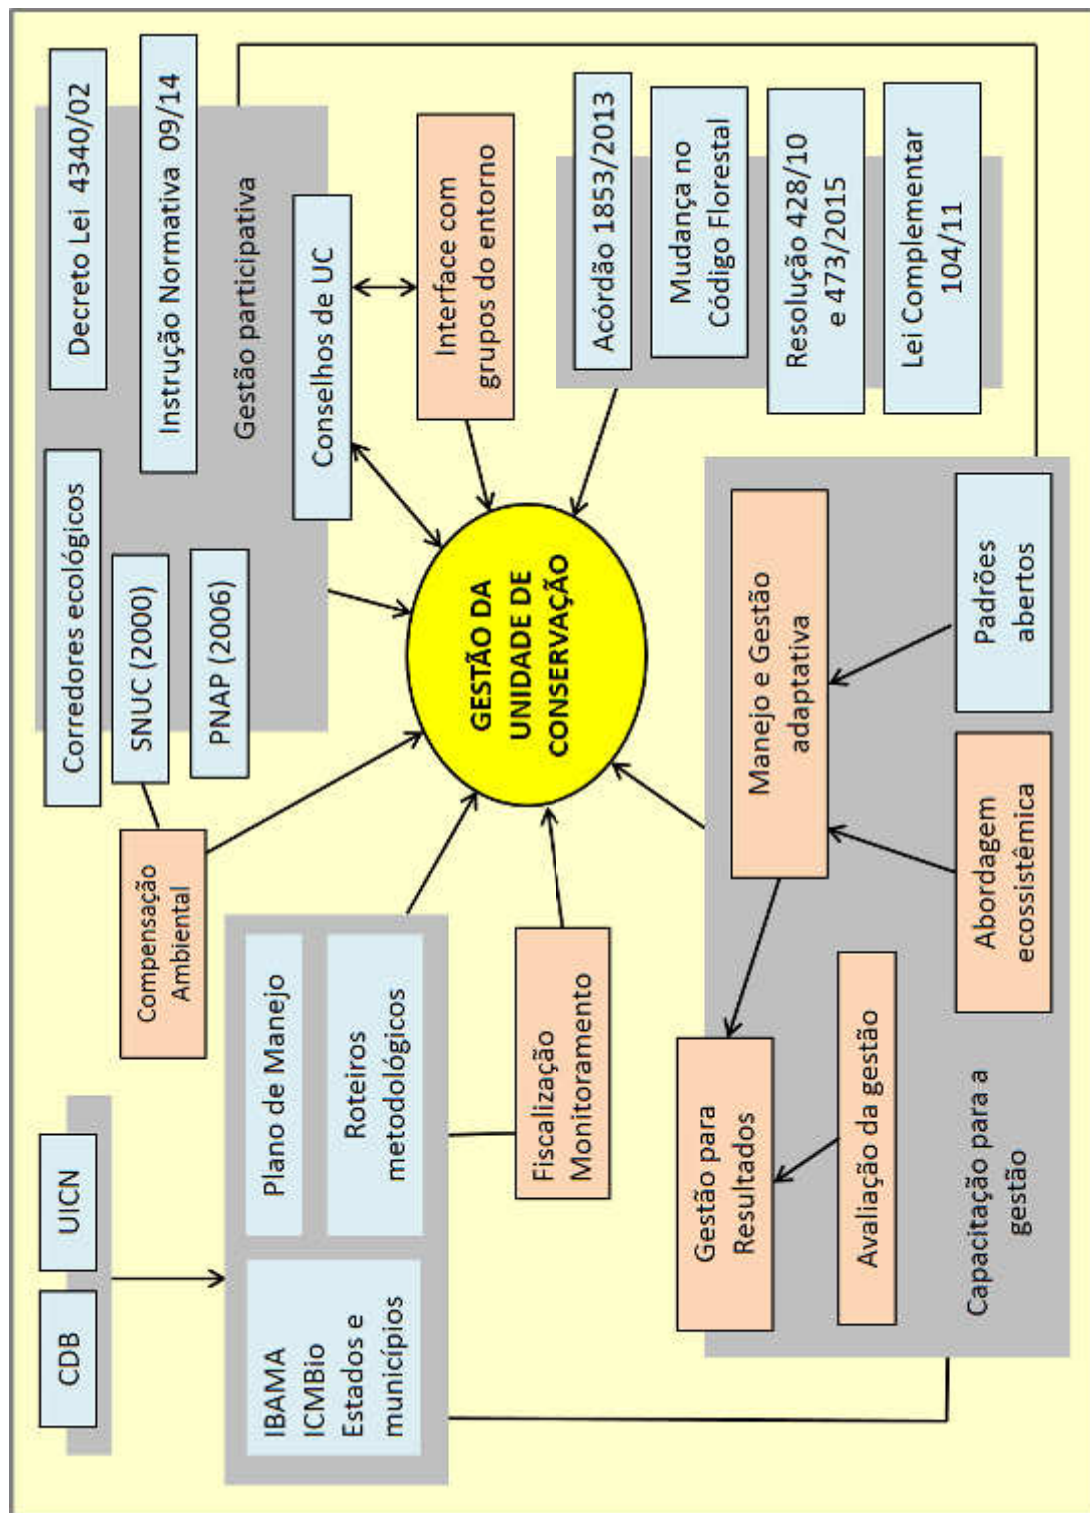 CDB
UICN
IBAMA
ICMBio
Estados e
municípios
Plano de Manejo
Roteiros
metodológicos
Compensação
Ambiental
Corredores ecológicos
SNUC (2000)
PNAP (2006)
Decreto Lei 4340/02
Instrução Normativa 09/14
Gestão participativa
Conselhos de UC
Fiscalização
Monitoramento
GESTÃO DA
UNIDADE DE
CONSERVAÇÃO
Interface com
grupos do entorno
Gestão para
Resultados
Avaliação da gestão
Capacitação para a
gestão
Manejo e Gestão
adaptativa
Abordagem
ecossistêmica
Padrões
abertos
Acórdão 1853/2013
Mudança no
Código Florestal
Resolução 428/10
e 473/2015
Lei Complementar
104/11